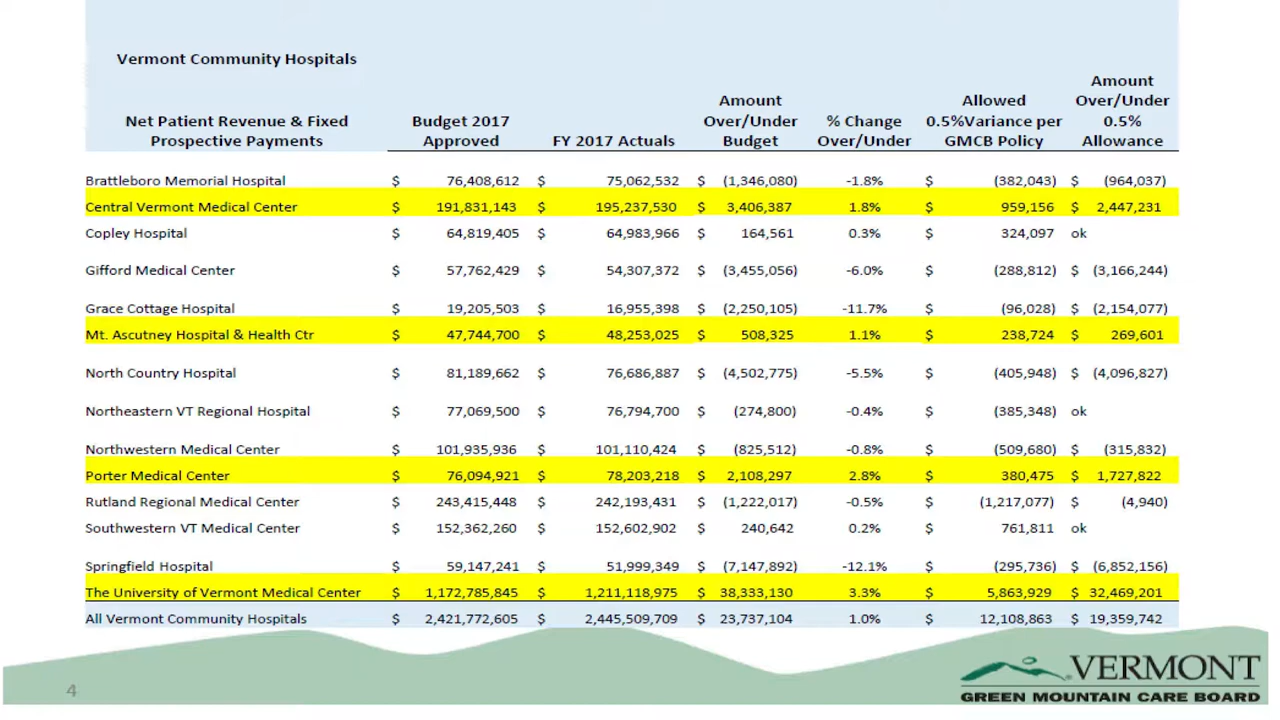 Vermont Community Hospitals
Net Patient Revenue & Fixed Prospective Payments | Budget 2017 Approved | FY 2017 Actuals | Amount Over/Under Budget | % Change Over/Under | Allowed 0.5%Variance per GMCB Policy | Amount Over/Under 0.5% Allowance
Brattleboro Memorial Hospital $ 76,408,612 $ 75,062,532 $ (1,346,080) -1.8% $ (382,043) $ (964,037)
Central Vermont Medical Center $ 191,831,143 $ 195,237,530 $ 3,406,387 1.8% $ 959,156 $ 2,447,231
Copley Hospital $ 64,819,405 $ 64,983,966 $ 164,561 0.3% $ 324,097 ok
Gifford Medical Center $ 57,762,429 $ 54,307,372 $ (3,455,056) -6.0% $ (288,812) $ (3,166,244)
Grace Cottage Hospital $ 19,205,503 $ 16,955,398 $ (2,250,105) -11.7% $ (96,028) $ (2,154,077)
Mt. Ascutney Hospital & Health Ctr $ 47,744,700 $ 48,253,025 $ 508,325 1.1% $ 238,724 $ 269,601
North Country Hospital $ 81,189,662 $ 76,686,887 $ (4,502,775) -5.5% $ (405,948) $ (4,096,827)
Northeastern VT Regional Hospital $ 77,069,500 $ 76,794,700 $ (274,800) -0.4% $ (385,348) ok
Northwestern Medical Center $ 101,935,936 $ 101,110,424 $ (825,512) -0.8% $ (509,680) $ (315,832)
Porter Medical Center $ 76,094,921 $ 78,203,218 $ 2,108,297 2.8% $ 380,475 $ 1,727,822
Rutland Regional Medical Center $ 243,415,448 $ 242,193,431 $ (1,222,017) -0.5% $ (1,217,077) $ (4,940)
Southwestern VT Medical Center $ 152,362,260 $ 152,602,902 $ 240,642 0.2% $ 761,811 ok
Springfield Hospital $ 59,147,241 $ 51,999,349 $ (7,147,892) -12.1% $ (295,736) $ (6,852,156)
The University of Vermont Medical Center $ 1,172,785,845 $ 1,211,118,975 $ 38,333,130 3.3% $ 5,863,929 $ 32,469,201
All Vermont Community Hospitals $ 2,421,772,605 $ 2,445,509,709 $ 23,737,104 1.0% $ 12,108,863 $ 19,359,742
4
VERMONT
GREEN MOUNTAIN CARE BOARD